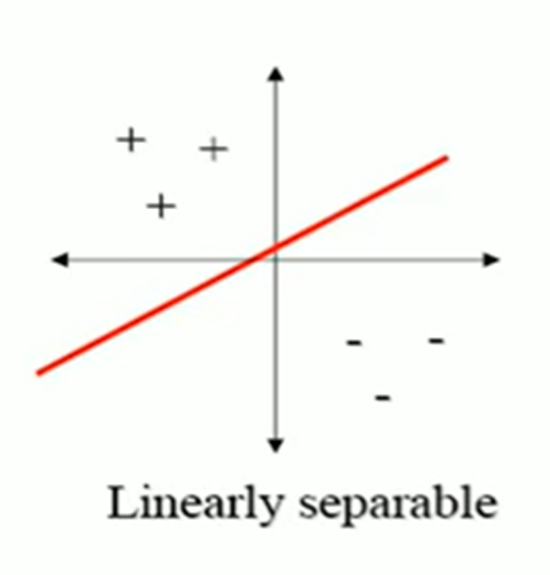 + +
+
- -
-
Linearly separable